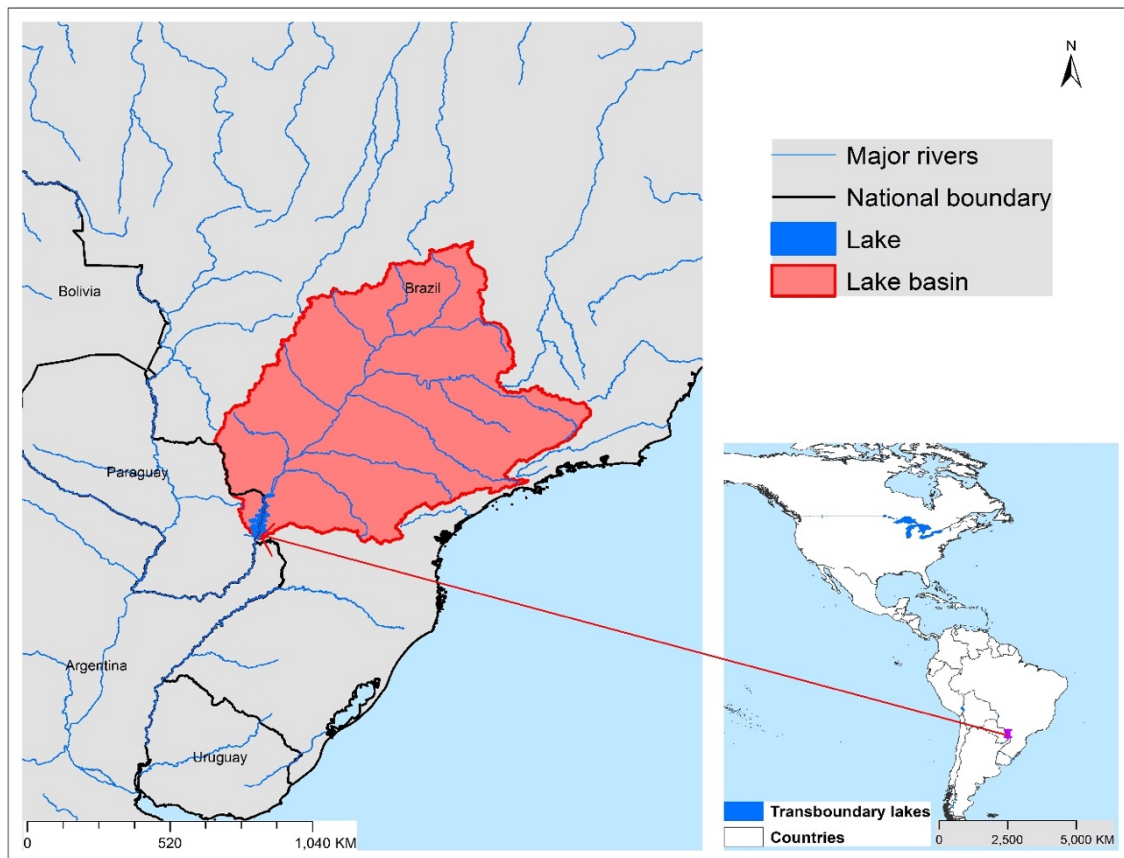 N
Major rivers
National boundary
Lake
Lake basin
Bolivia
Brazil
Paraguay
Argentina
Uruguay
0 520 1,040 KM
Transboundary lakes
Countries
0 2,500 5,000 KM